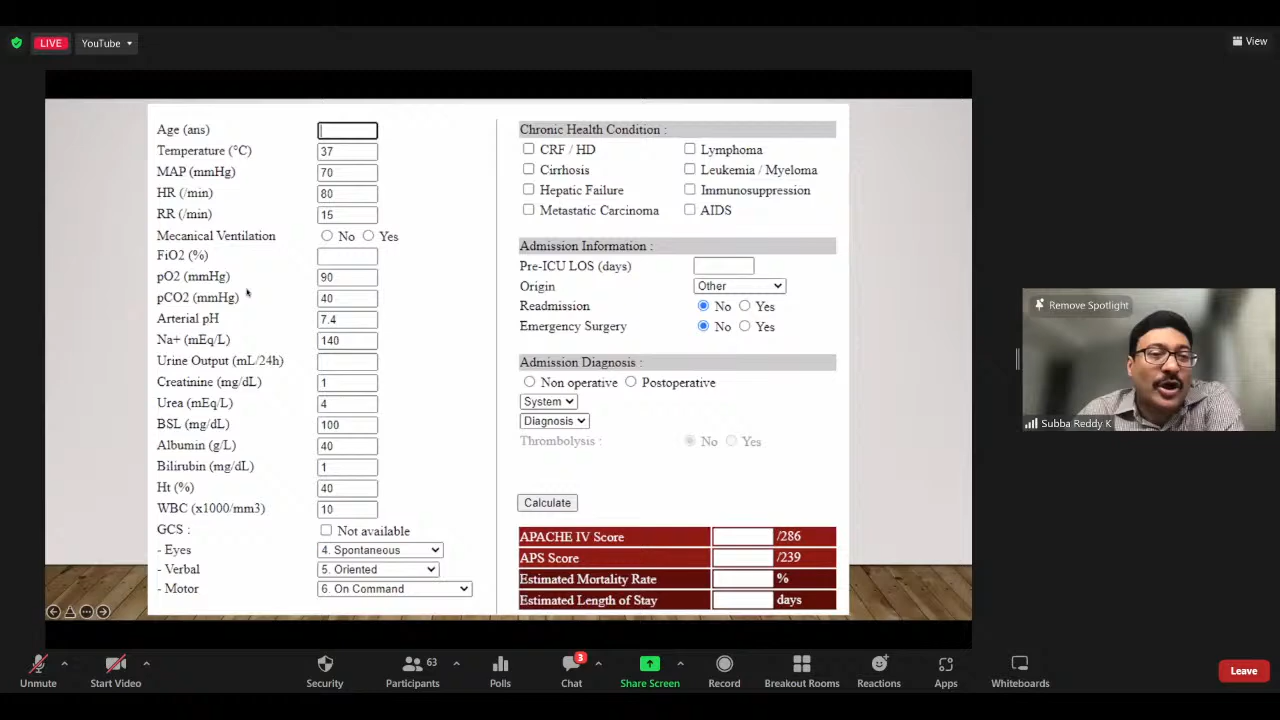 LIVE YouTube View
Age (ans)
Temperature (°C) 37
MAP (mmHg) 70
HR (/min) 80
RR (/min) 15
Mecanical Ventilation No Yes
FiO2 (%)
pO2 (mmHg) 90
pCO2 (mmHg) 40
Arterial pH 7.4
Na+ (mEq/L) 140
Urine Output (mL/24h)
Creatinine (mg/dL) 1
Urea (mEq/L) 4
BSL (mg/dL) 100
Albumin (g/L) 40
Bilirubin (mg/dL) 1
Ht (%) 40
WBC (x1000/mm3) 10
GCS : Not available
- Eyes 4. Spontaneous
- Verbal 5. Oriented
- Motor 6. On Command
Chronic Health Condition :
CRF / HD Lymphoma
Cirrhosis Leukemia / Myeloma
Hepatic Failure Immunosuppression
Metastatic Carcinoma AIDS
Admission Information :
Pre-ICU LOS (days)
Origin Other
Readmission No Yes
Emergency Surgery No Yes
Admission Diagnosis :
Non operative Postoperative
System
Diagnosis
Thrombolysis : No Yes
Calculate
APACHE IV Score /286
APS Score /239
Estimated Mortality Rate %
Estimated Length of Stay days
Remove Spotlight
Subba Reddy K
63 3
Unmute Start Video Security Participants Polls Chat Share Screen Record Breakout Rooms Reactions Apps Whiteboards Leave